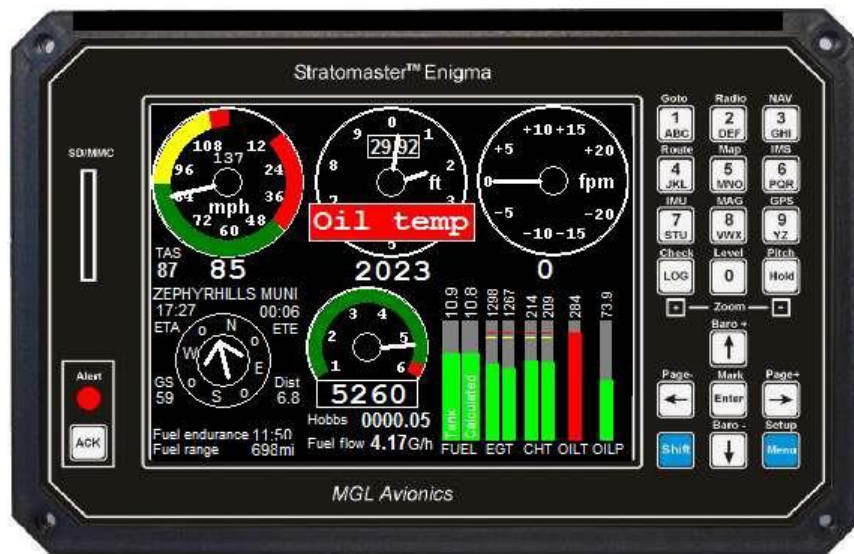 Stratomaster™ Enigma
SD/MMC
108 12
137
96 24
84 36
72 60 48
mph
TAS
87 85
0
9 1
29.92
8 2
7 3
ft
5
2023
+10 +15
+5 +20
0 fpm
-5 -20
-10 -15
0
Oil temp
ZEPHYRHILLS MUNI
17:27 00:06
ETA ETE
N
W E
S
GS Dist
59 6.8
Fuel endurance 11:50
Fuel range 698mi
3 4
2 5
1 6
5260
Hobbs 0000.05
Fuel flow 4.17G/h
10.9 10.8 1298 1267 214 209 284 73.9
Tank Calculated
FUEL EGT CHT OILT OILP
Goto Radio NAV
1 ABC 2 DEF 3 GHI
Route Map IMS
4 JKL 5 MNO 6 PQR
IMU MAG GPS
7 STU 8 VWX 9 YZ
Check Level Pitch
LOG 0 Hold
+ Zoom -
Baro +
Page- Mark Page+
Enter
Baro - Setup
Shift Menu
Alert
ACK
MGL Avionics